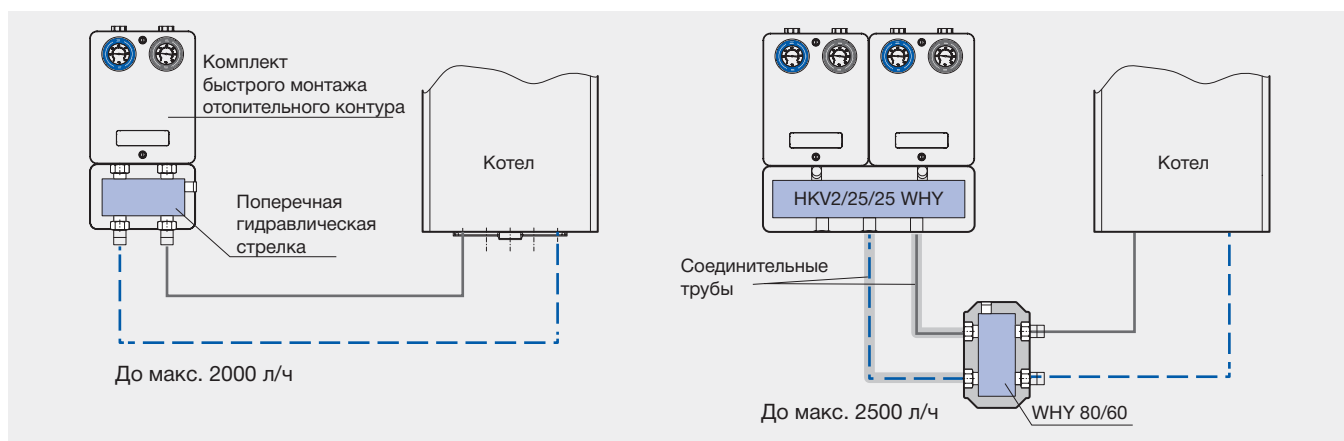 Комплект
быстрого монтажа
отопительного контура
Котел
Поперечная
гидравлическая
стрелка
До макс. 2000 л/ч
Котел
HKV2/25/25 WHY
Соединительные
трубы
До макс. 2500 л/ч
WHY 80/60